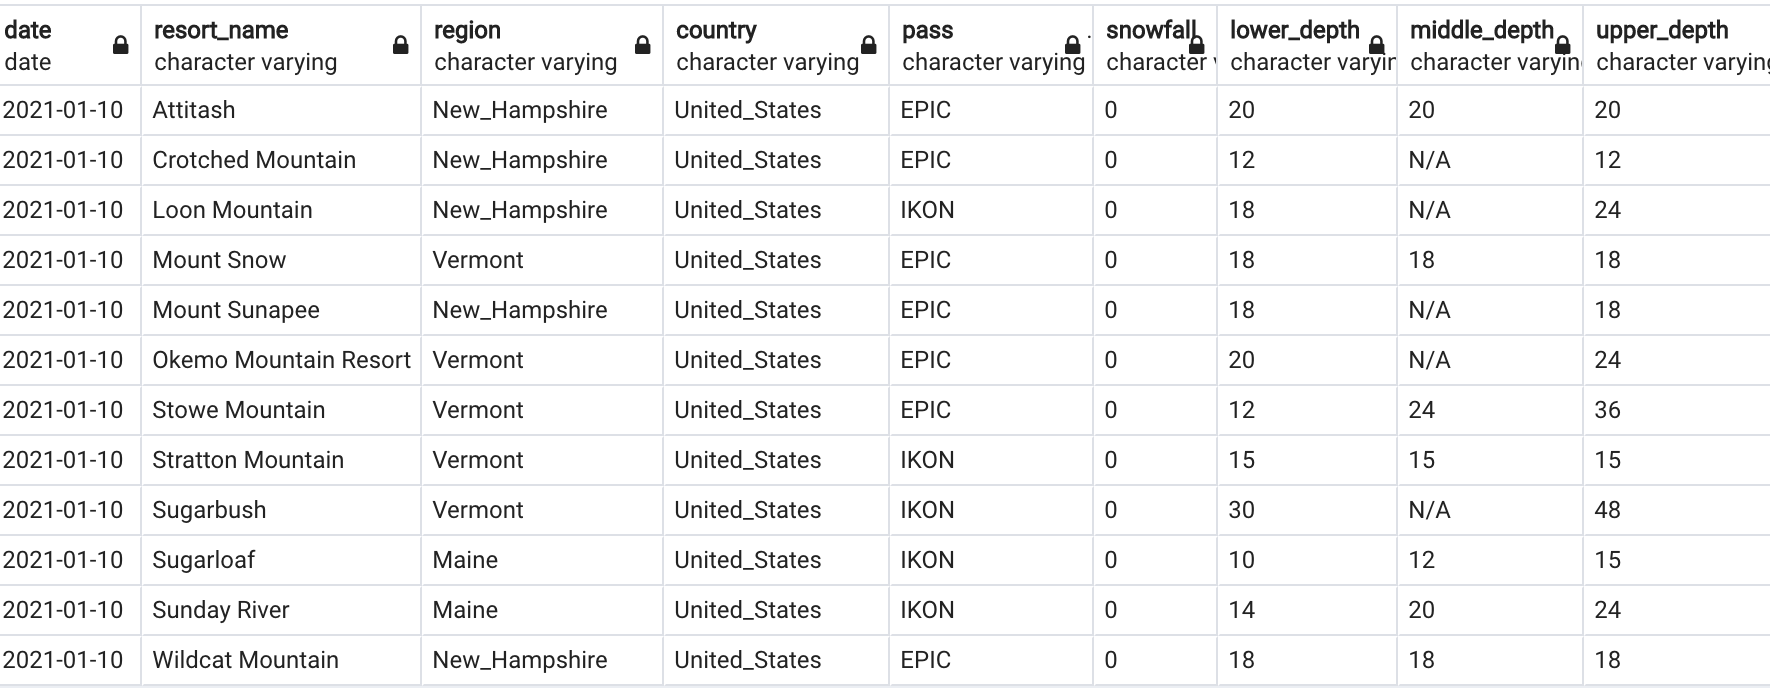 date resort_name region country pass snowfall lower_depth middle_depth upper_depth
date character varying character varying character varying character varying character character varyin character varyin character varying
2021-01-10 Attitash New_Hampshire United_States EPIC 0 20 20 20
2021-01-10 Crotched Mountain New_Hampshire United_States EPIC 0 12 N/A 12
2021-01-10 Loon Mountain New_Hampshire United_States IKON 0 18 N/A 24
2021-01-10 Mount Snow Vermont United_States EPIC 0 18 18 18
2021-01-10 Mount Sunapee New_Hampshire United_States EPIC 0 18 N/A 18
2021-01-10 Okemo Mountain Resort Vermont United_States EPIC 0 20 N/A 24
2021-01-10 Stowe Mountain Vermont United_States EPIC 0 12 24 36
2021-01-10 Stratton Mountain Vermont United_States IKON 0 15 15 15
2021-01-10 Sugarbush Vermont United_States IKON 0 30 N/A 48
2021-01-10 Sugarloaf Maine United_States IKON 0 10 12 15
2021-01-10 Sunday River Maine United_States IKON 0 14 20 24
2021-01-10 Wildcat Mountain New_Hampshire United_States EPIC 0 18 18 18